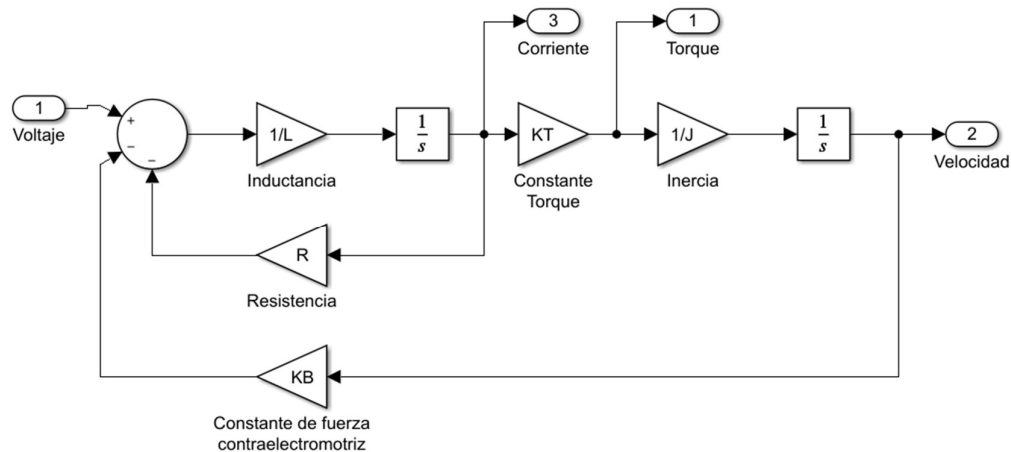 3
Corriente
1
Torque
1
Voltaje
+
−
−
1/L
Inductancia
1
s
KT
Constante
Torque
1/J
Inercia
1
s
2
Velocidad
R
Resistencia
KB
Constante de fuerza
contraelectromotriz